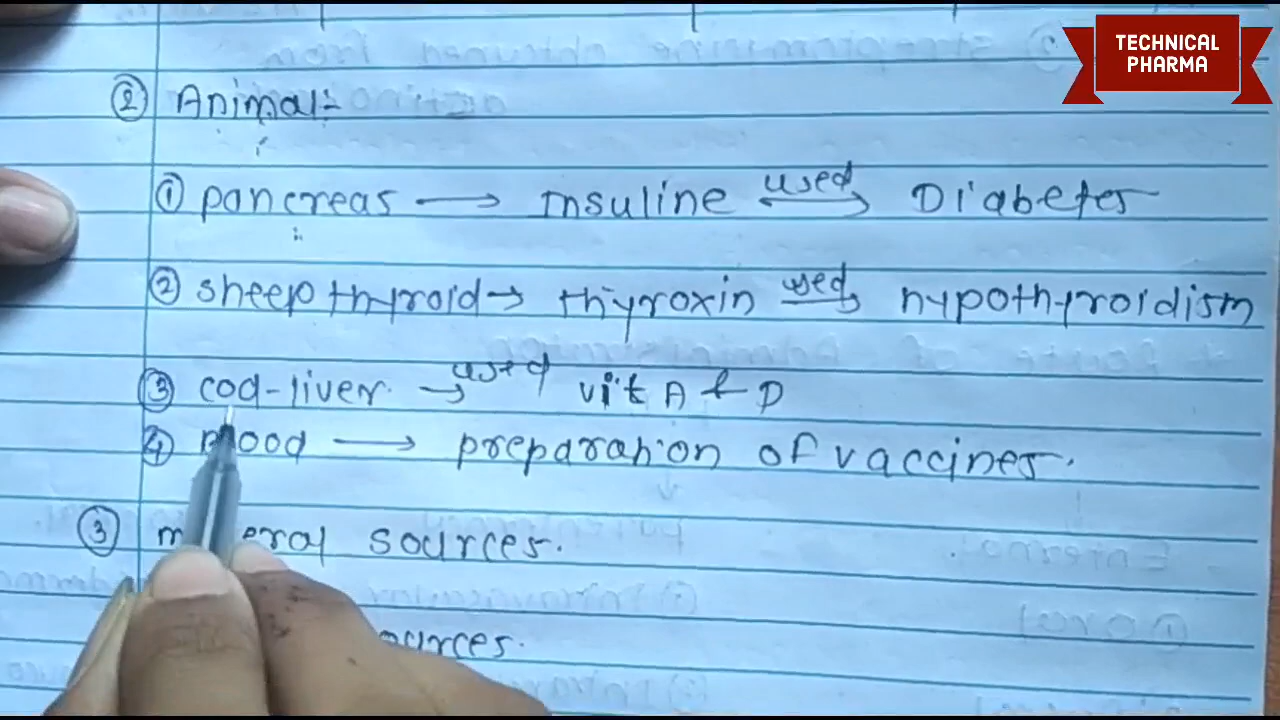 TECHNICAL
PHARMA
② Animal:-
① pancreas → Insuline used → Diabetes
② sheep thyroid → thyroxin used → hypothyroidism
③ cod-liver → used vit A & D
④ Blood → preparation of vaccines.
③ sources.